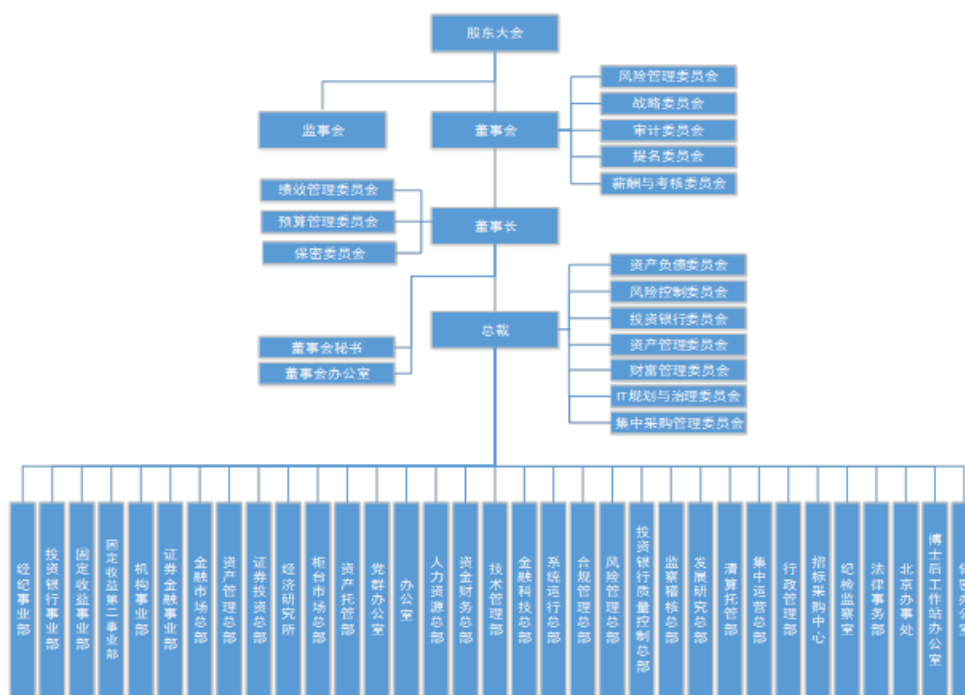 股东大会
监事会
董事会
风险管理委员会
战略委员会
审计委员会
提名委员会
薪酬与考核委员会
绩效管理委员会
预算管理委员会
保密委员会
董事长
资产负债委员会
风险控制委员会
投资银行委员会
资产管理委员会
财富管理委员会
IT规划与治理委员会
集中采购管理委员会
总裁
董事会秘书
董事会办公室
经纪事业部
投资银行事业部
固定收益事业部
固定收益第二事业部
机构事业部
证券金融事业部
金融市场总部
资产管理总部
证券投资总部
经济研究所
柜台市场总部
资产托管部
党群办公室
办公室
人力资源总部
资金财务总部
技术管理部
金融科技总部
系统运行总部
合规管理总部
风险管理总部
投资银行质量控制总部
监察稽核总部
发展研究总部
清算托管部
集中运营总部
行政管理部
招标采购中心
纪检监察室
法律事务部
北京办事处
博士后工作站办公室
保密办公室